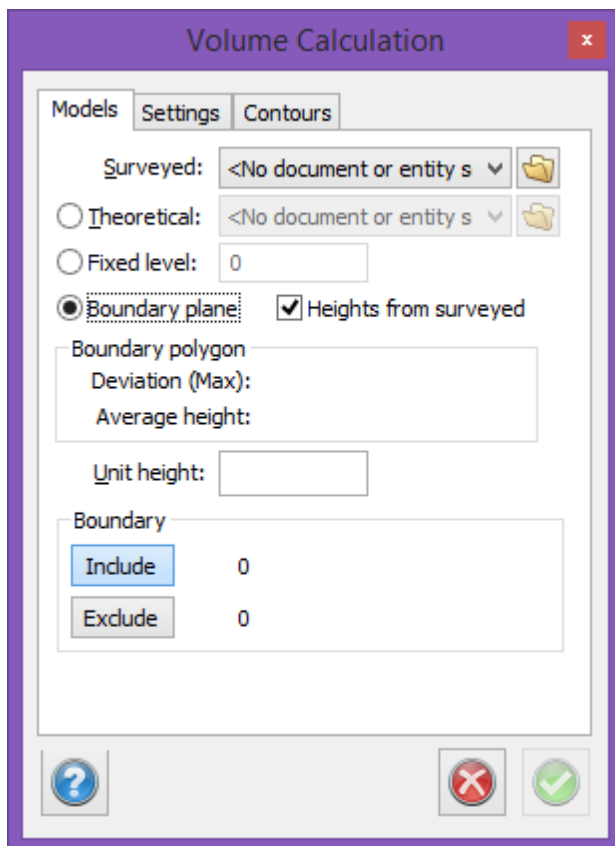 Volume Calculation
x
Models Settings Contours
Surveyed: <No document or entity s
Theoretical: <No document or entity s
Fixed level: 0
Boundary plane Heights from surveyed
Boundary polygon
Deviation (Max):
Average height:
Unit height:
Boundary
Include 0
Exclude 0
?